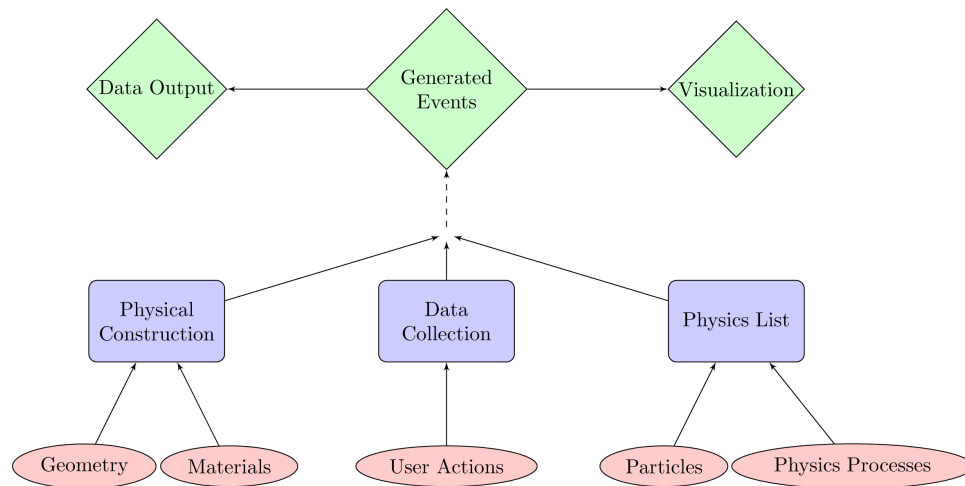 Data Output
Generated
Events
Visualization
Physical
Construction
Data
Collection
Physics List
Geometry
Materials
User Actions
Particles
Physics Processes